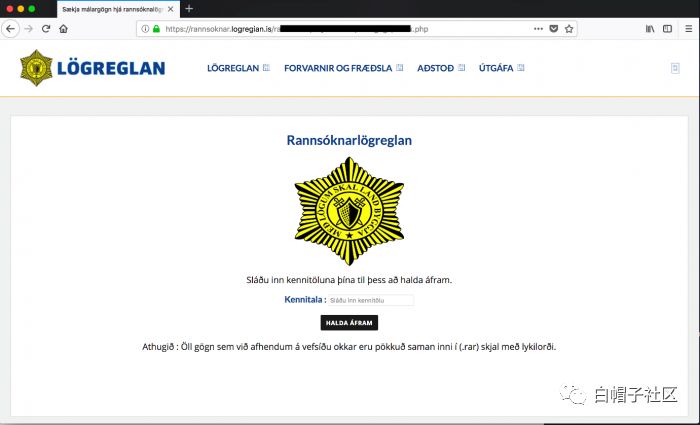 Sækja málargögn hjá rannsóknalögr
https://rannsoknar.logregian.is/ra .php
LÖGREGLAN
LÖGREGLAN FORVARNIR OG FRÆÐSLA AÐSTOÐ ÚTGÁFA
Rannsóknarlögreglan
MEÐ LÖGUM SKAL LAND BYGGJA
Sláðu inn kennitöluna þína til þess að halda áfram.
Kennitala : Sláðu inn kennitölu
HALDA ÁFRAM
Athugið : Öll gögn sem við afhendum á vefsíðu okkar eru pökkuð saman inni í (.rar) skjal með lykilorði.
白帽子社区